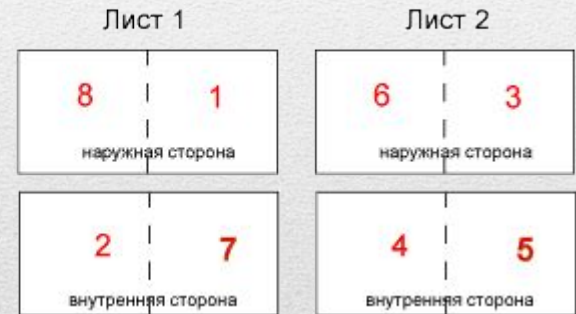 Лист 1 Лист 2
8 1 6 3
наружная сторона наружная сторона
2 7 4 5
внутренняя сторона внутренняя сторона